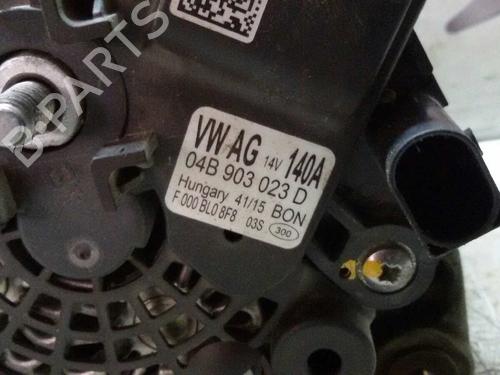 B-PARTS
VW AG 14V 140A
04B 903 023 D
Hungary 41/15 BON
F 000 BL0 8F8 03S 300